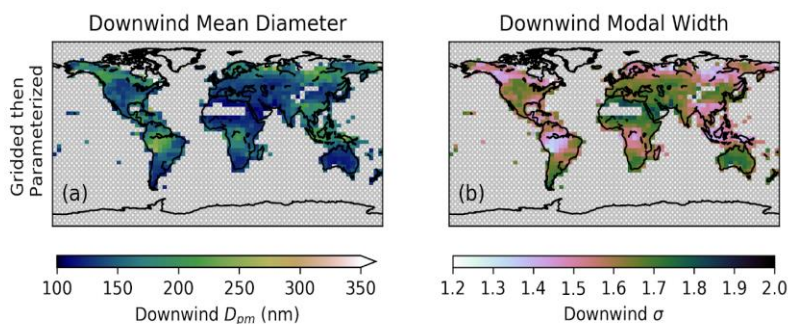 Downwind Mean Diameter
Downwind Modal Width
Gridded then
Parameterized
(a)
(b)
100 150 200 250 300 350
Downwind D_pm (nm)
1.2 1.3 1.4 1.5 1.6 1.7 1.8 1.9 2.0
Downwind σ